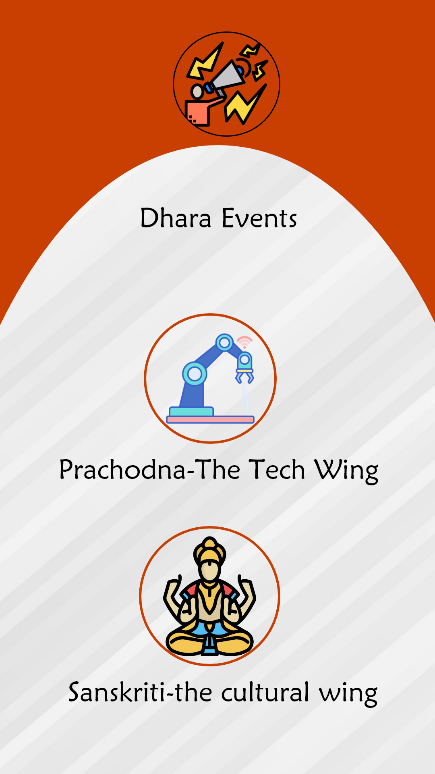 Dhara Events
Prachodna-The Tech Wing
Sanskriti-the cultural wing